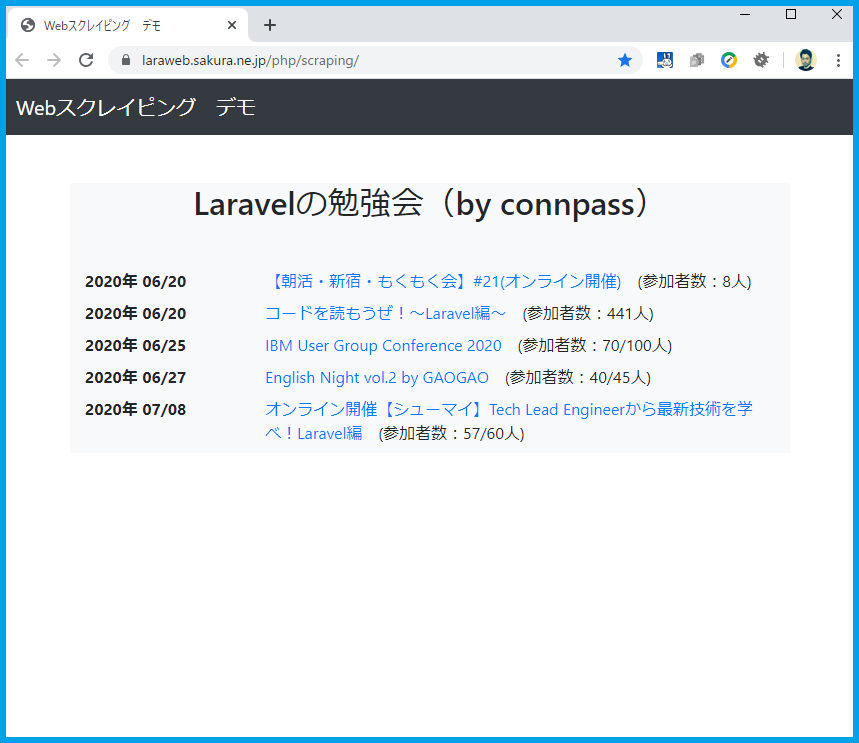 Webスクレイピング　デモ
laraweb.sakura.ne.jp/php/scraping/
Webスクレイピング　デモ
Laravelの勉強会（by connpass）
2020年 06/20　【朝活・新宿・もくもく会】#21(オンライン開催)　(参加者数：8人)
2020年 06/20　コードを読もうぜ！～Laravel編～　(参加者数：441人)
2020年 06/25　IBM User Group Conference 2020　(参加者数：70/100人)
2020年 06/27　English Night vol.2 by GAOGAO　(参加者数：40/45人)
2020年 07/08　オンライン開催【シューマイ】Tech Lead Engineerから最新技術を学
べ！Laravel編　(参加者数：57/60人)